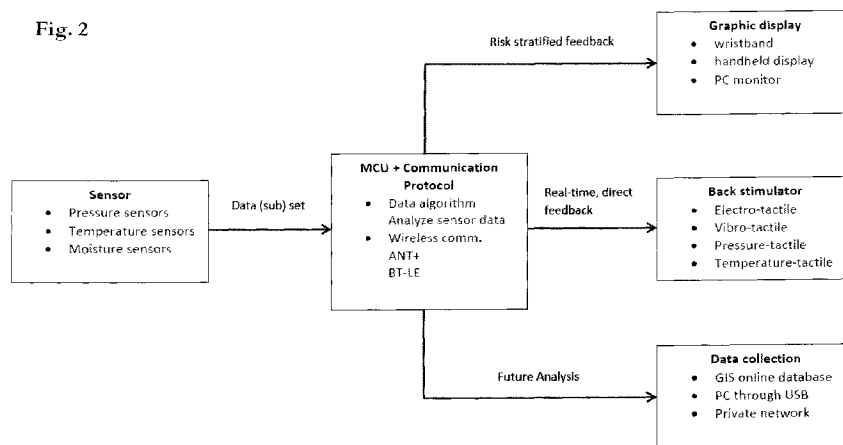 Fig. 2
Risk stratified feedback
Graphic display
• wristband
• handheld display
• PC monitor
Sensor
• Pressure sensors
• Temperature sensors
• Moisture sensors
Data (sub) set
MCU + Communication
Protocol
• Data algorithm
Analyze sensor data
• Wireless comm.
ANT+
BT-LE
Real-time, direct
feedback
Back stimulator
• Electro-tactile
• Vibro-tactile
• Pressure-tactile
• Temperature-tactile
Future Analysis
Data collection
• GIS online database
• PC through USB
• Private network